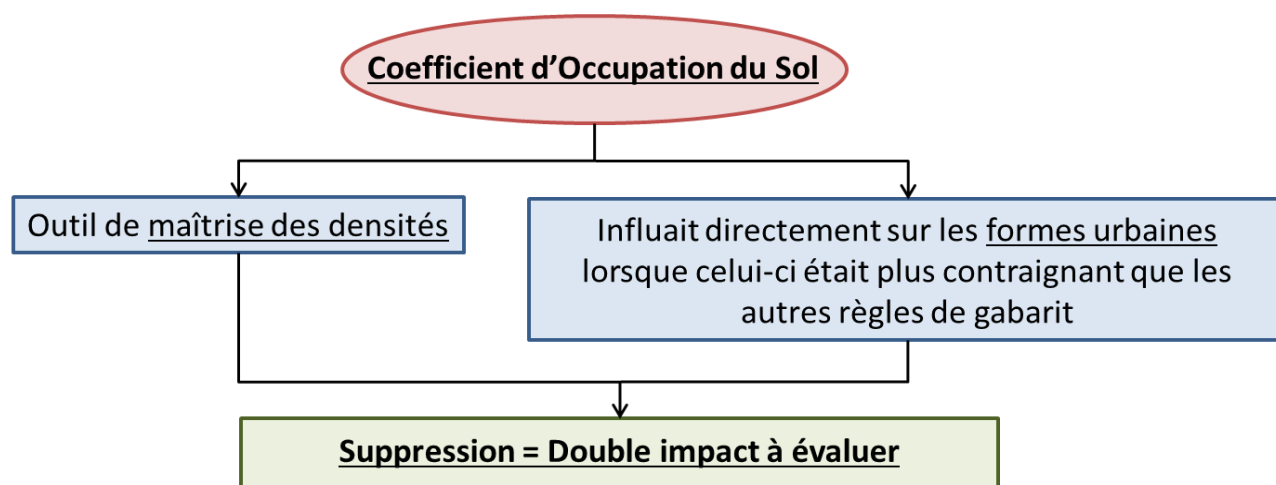 Coefficient d’Occupation du Sol
Outil de maîtrise des densités
Influait directement sur les formes urbaines
lorsque celui-ci était plus contraignant que les
autres règles de gabarit
Suppression = Double impact à évaluer